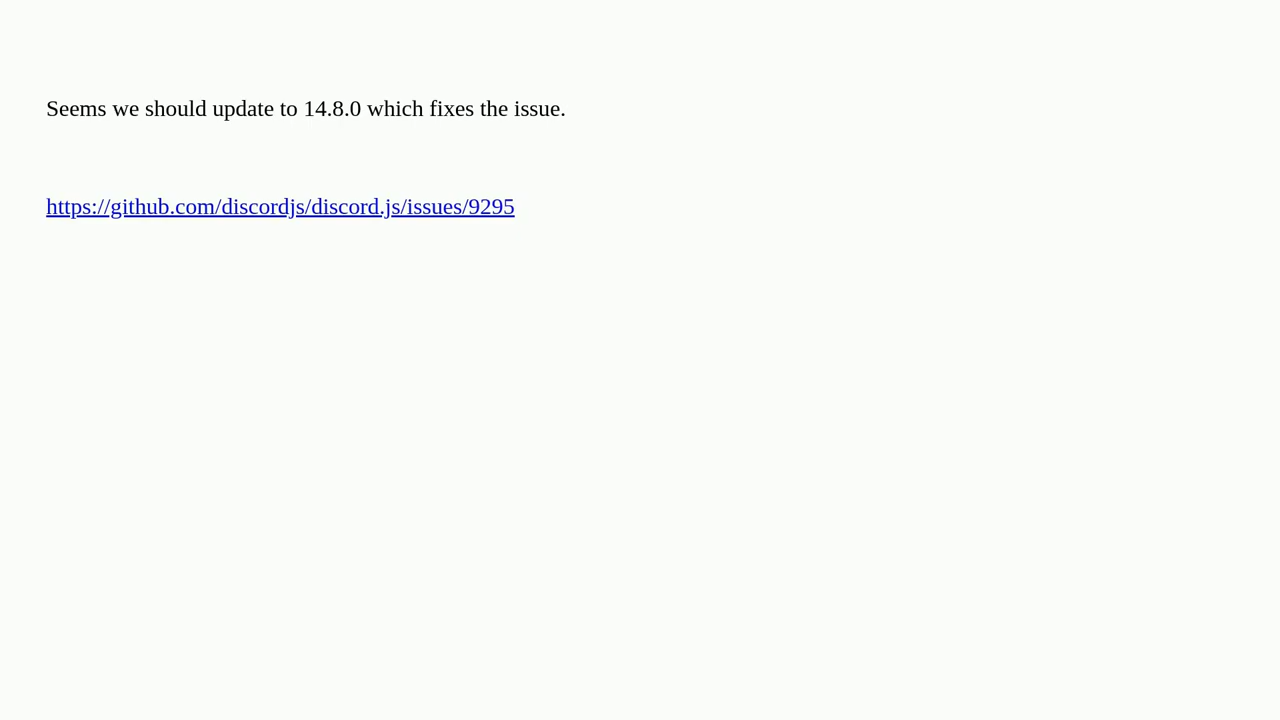 Seems we should update to 14.8.0 which fixes the issue.
https://github.com/discordjs/discord.js/issues/9295